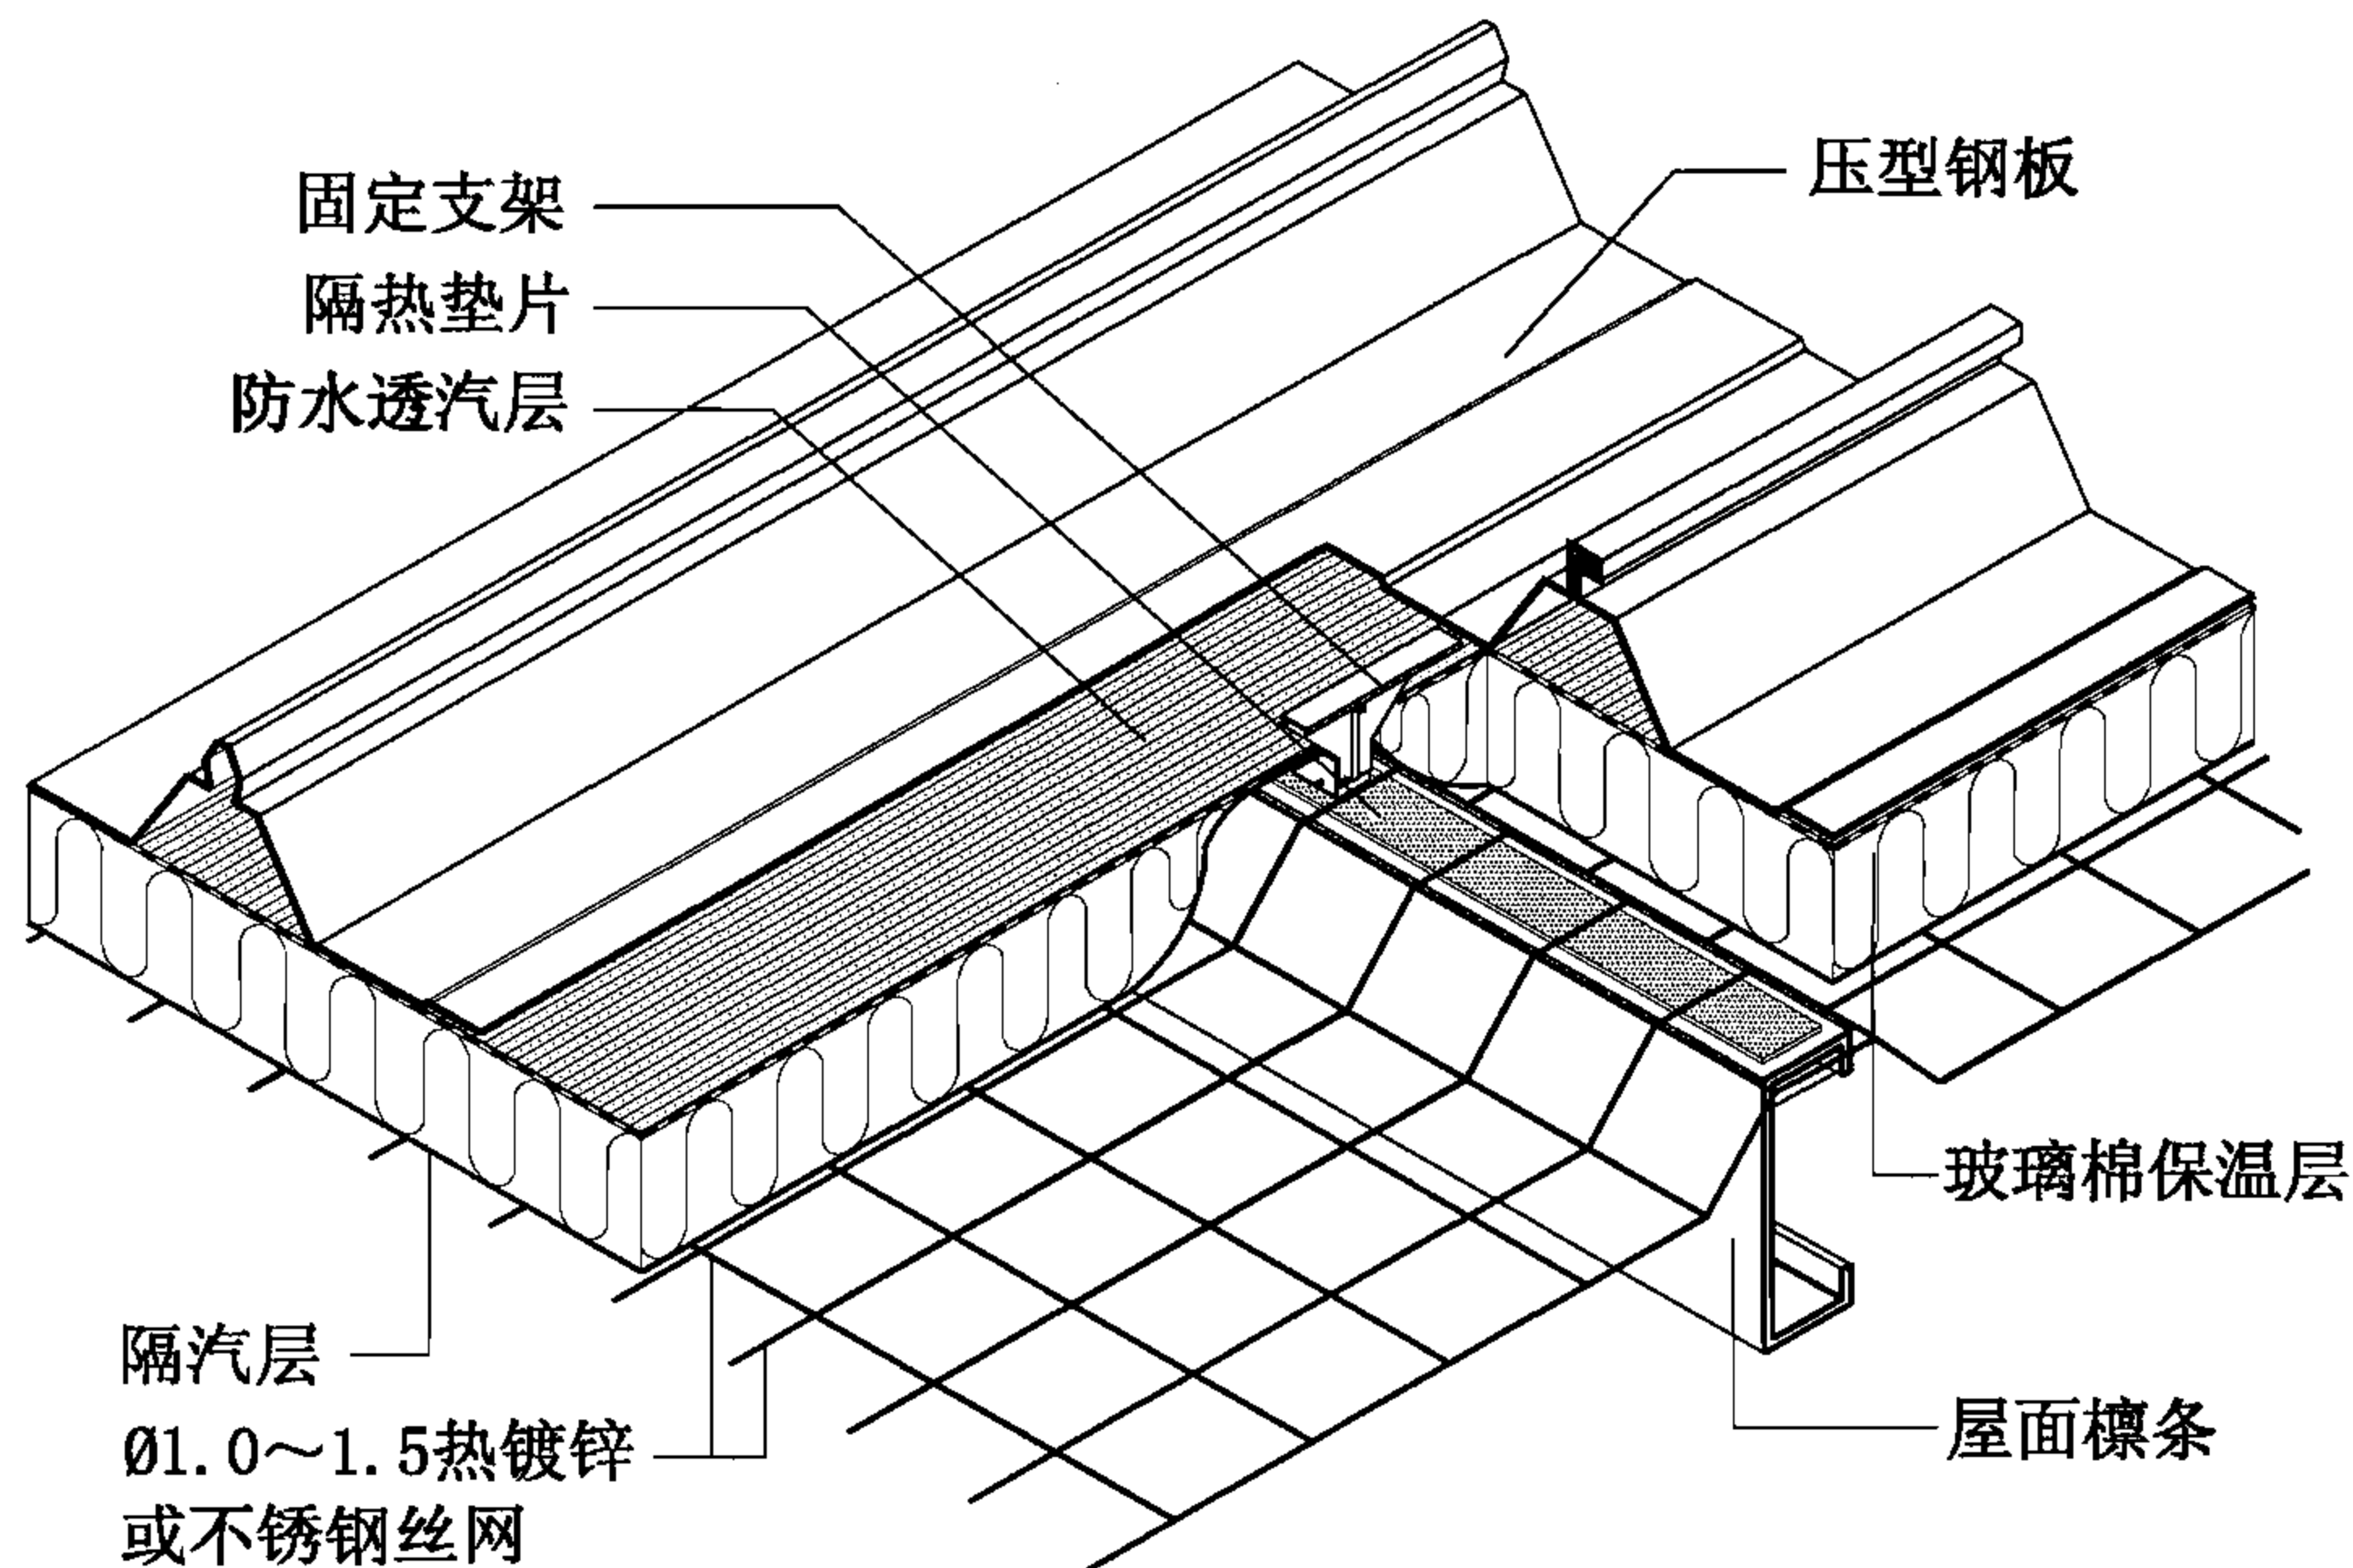 压型钢板
固定支架
隔热垫片
防水透汽层
玻璃棉保温层
隔汽层
屋面檩条
Ø1.0～1.5热镀锌
或不锈钢丝网